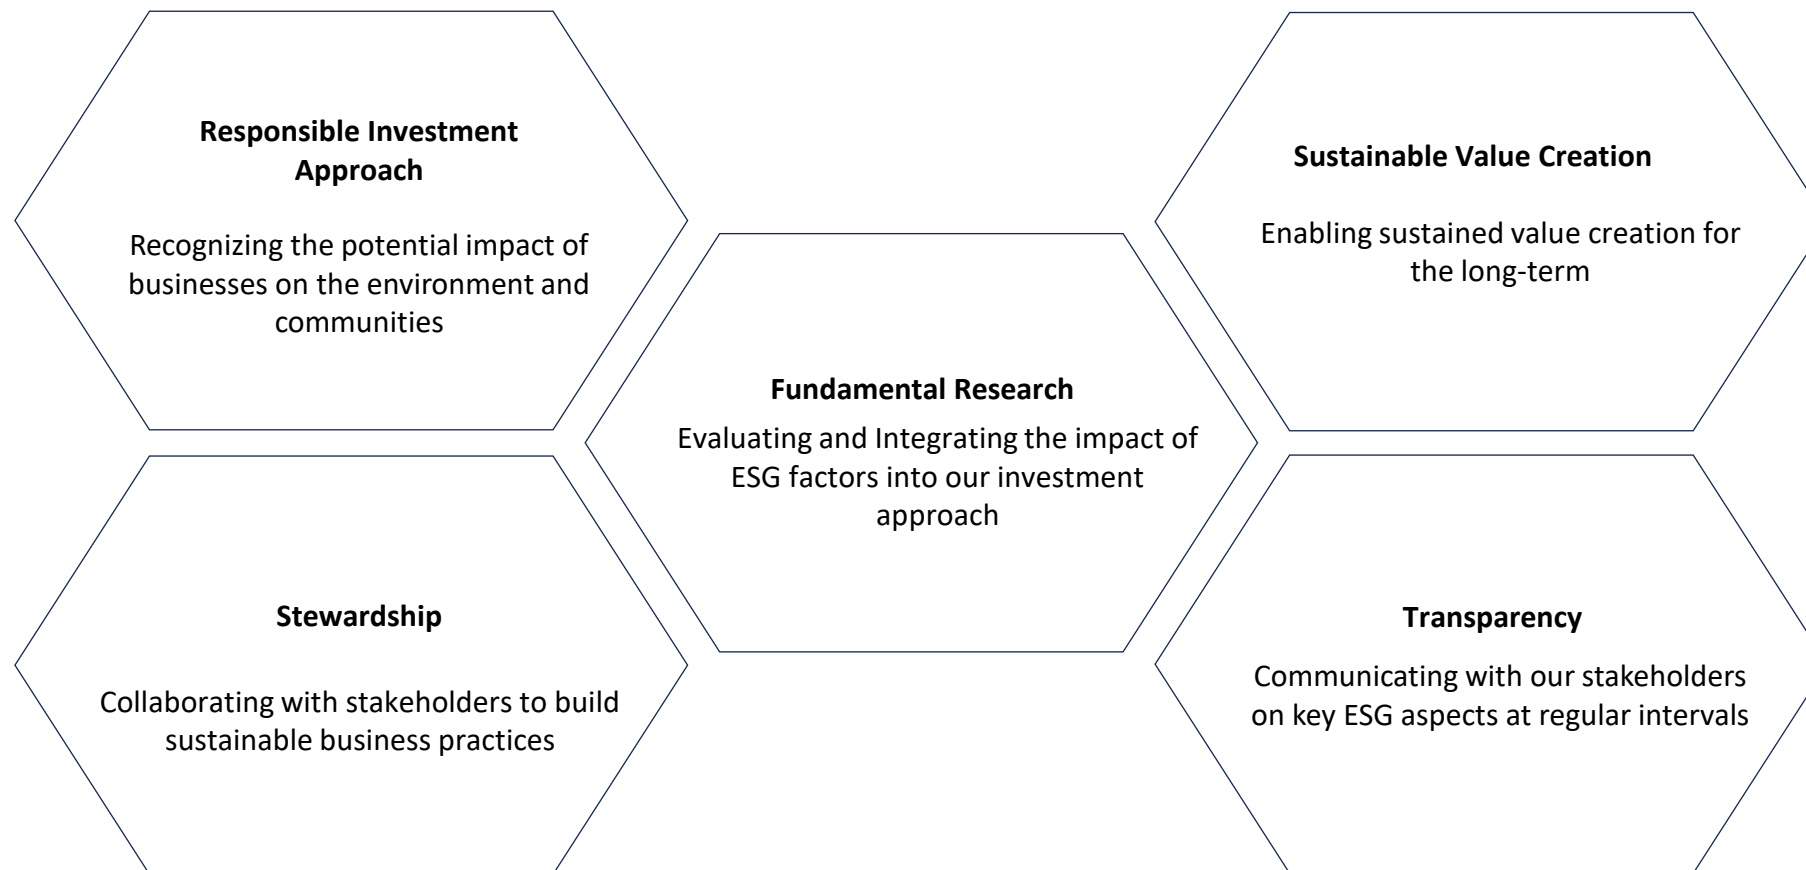 Responsible Investment
Approach
Recognizing the potential impact of
businesses on the environment and
communities
Sustainable Value Creation
Enabling sustained value creation for
the long-term
Fundamental Research
Evaluating and Integrating the impact of
ESG factors into our investment
approach
Stewardship
Collaborating with stakeholders to build
sustainable business practices
Transparency
Communicating with our stakeholders
on key ESG aspects at regular intervals